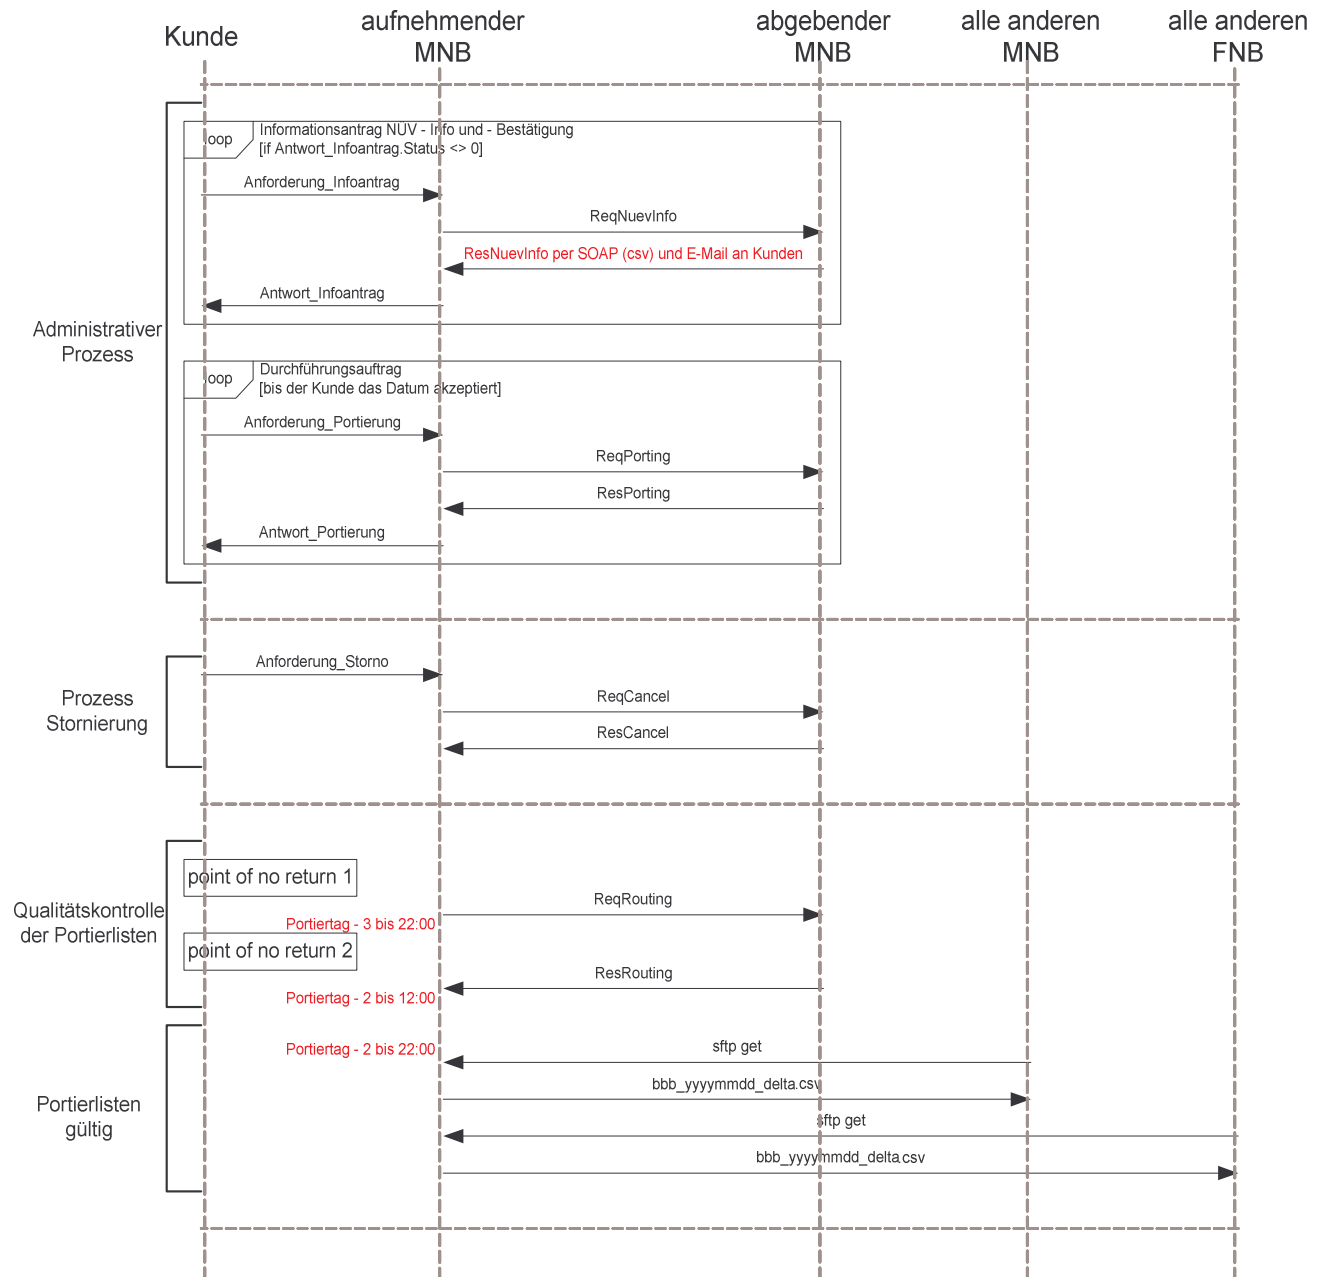 Kunde
aufnehmender
MNB
abgebender
MNB
alle anderen
MNB
alle anderen
FNB
Administrativer
Prozess
loop
Informationsantrag NÜV - Info und - Bestätigung
[if Antwort_Infoantrag.Status <> 0]
Anforderung_Infoantrag
ReqNuevInfo
ResNuevInfo per SOAP (csv) und E-Mail an Kunden
Antwort_Infoantrag
loop
Durchführungsauftrag
[bis der Kunde das Datum akzeptiert]
Anforderung_Portierung
ReqPorting
ResPorting
Antwort_Portierung
Prozess
Stornierung
Anforderung_Storno
ReqCancel
ResCancel
Qualitätskontrolle
der Portierlisten
point of no return 1
ReqRouting
Portiertag - 3 bis 22:00
point of no return 2
ResRouting
Portiertag - 2 bis 12:00
Portierlisten
gültig
Portiertag - 2 bis 22:00
sftp get
bbb_yyyymmdd_delta.csv
sftp get
bbb_yyyymmdd_delta.csv